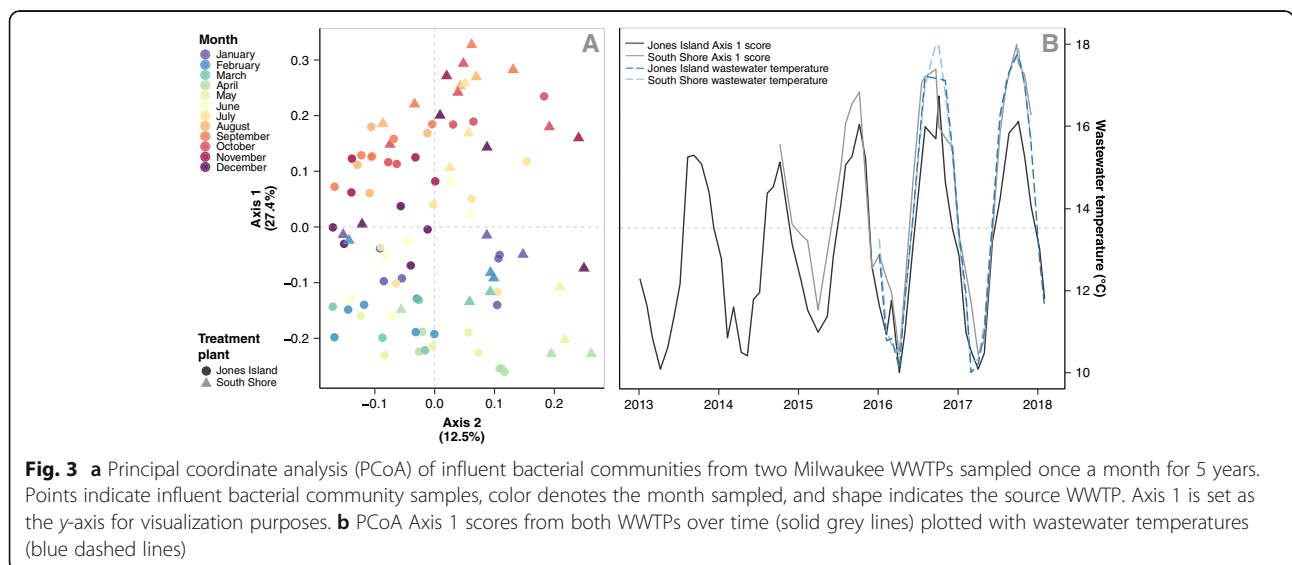 Month
January
February
March
April
May
June
July
August
September
October
November
December
Treatment
plant
Jones Island
South Shore
A
0.3
0.2
0.1
0.0
−0.1
−0.2
Axis 1
(27.4%)
−0.1
0.0
0.1
0.2
Axis 2
(12.5%)
B
Jones Island Axis 1 score
South Shore Axis 1 score
Jones Island wastewater temperature
South Shore wastewater temperature
18
16
14
12
10
Wastewater temperature (°C)
2013
2014
2015
2016
2017
2018
Fig. 3 a Principal coordinate analysis (PCoA) of influent bacterial communities from two Milwaukee WWTPs sampled once a month for 5 years.
Points indicate influent bacterial community samples, color denotes the month sampled, and shape indicates the source WWTP. Axis 1 is set as
the y-axis for visualization purposes. b PCoA Axis 1 scores from both WWTPs over time (solid grey lines) plotted with wastewater temperatures
(blue dashed lines)